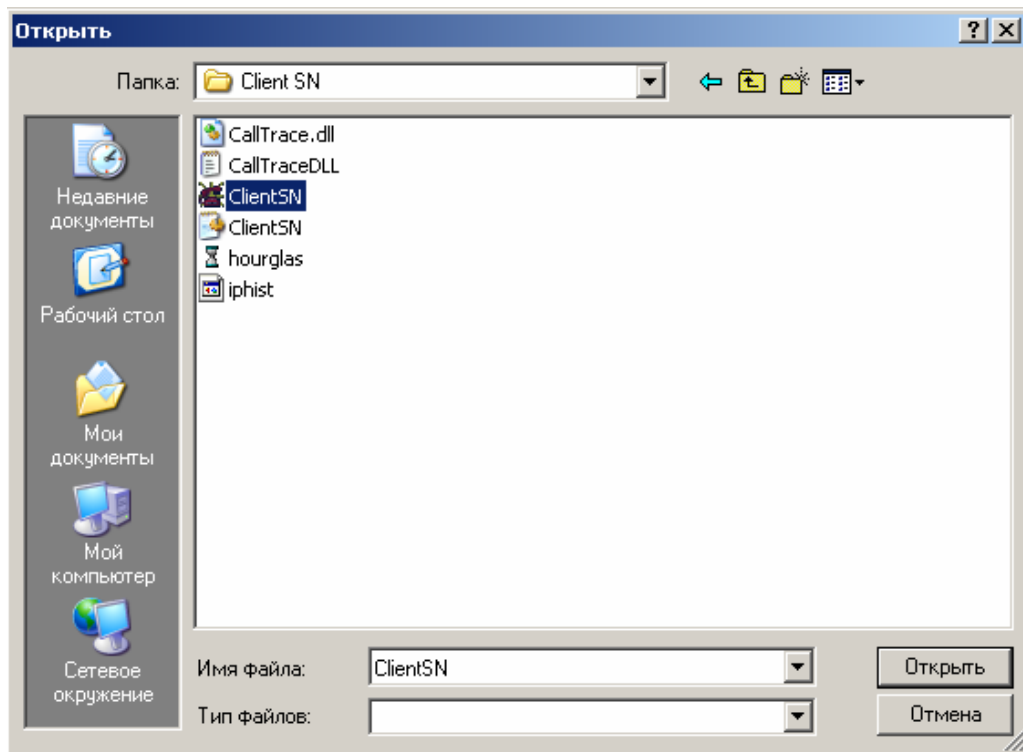 Открыть
Папка: Client SN
CallTrace.dll
CallTraceDLL
ClientSN
ClientSN
hourglas
iphist
Недавние
документы
Рабочий стол
Мои
документы
Мой
компьютер
Сетевое
окружение
Имя файла: ClientSN Открыть
Тип файлов: Отмена